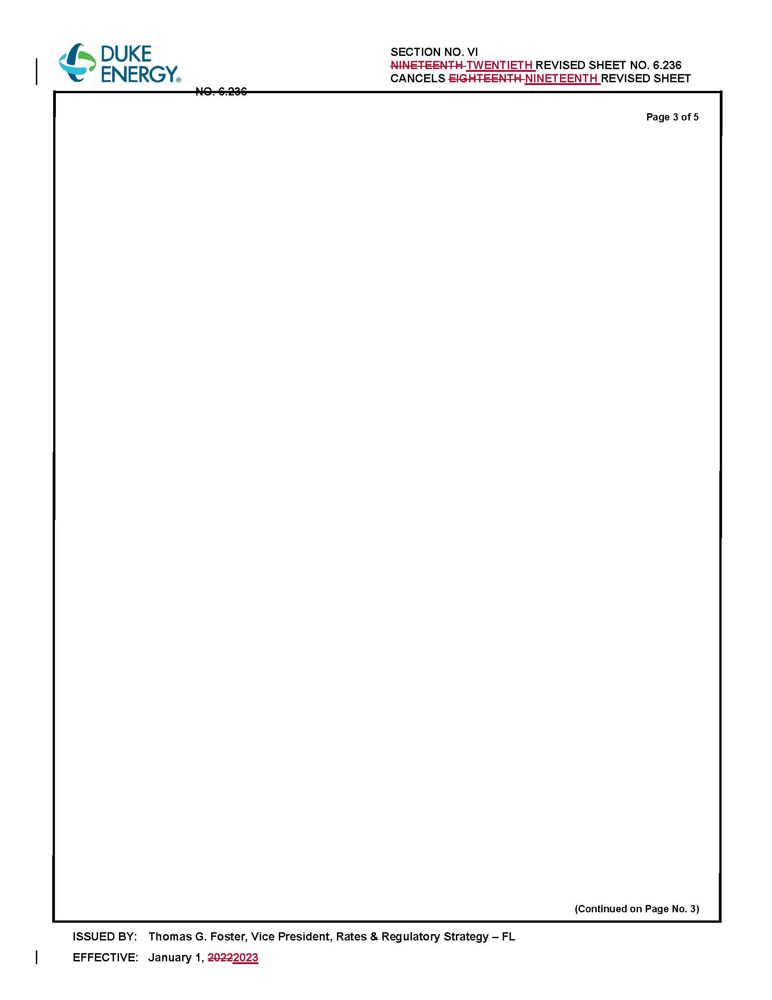 DUKE
ENERGY®
SECTION NO. VI
NINETEENTH TWENTIETH REVISED SHEET NO. 6.236
CANCELS EIGHTEENTH NINETEENTH REVISED SHEET
NO. 6.236
Page 3 of 5
(Continued on Page No. 3)
ISSUED BY: Thomas G. Foster, Vice President, Rates & Regulatory Strategy – FL
EFFECTIVE: January 1, 20222023